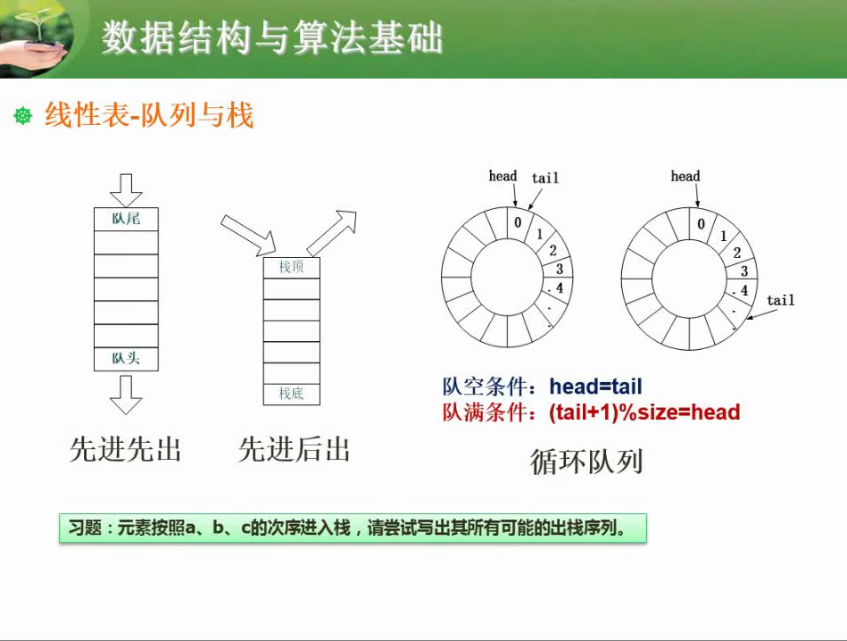 数据结构与算法基础
线性表-队列与栈
队尾
队头
先进先出
栈顶
栈底
先进后出
head tail
0
1
2
3
4
head
0
1
2
3
4
tail
队空条件：head=tail
队满条件：(tail+1)%size=head
循环队列
习题：元素按照a、b、c的次序进入栈，请尝试写出其所有可能的出栈序列。